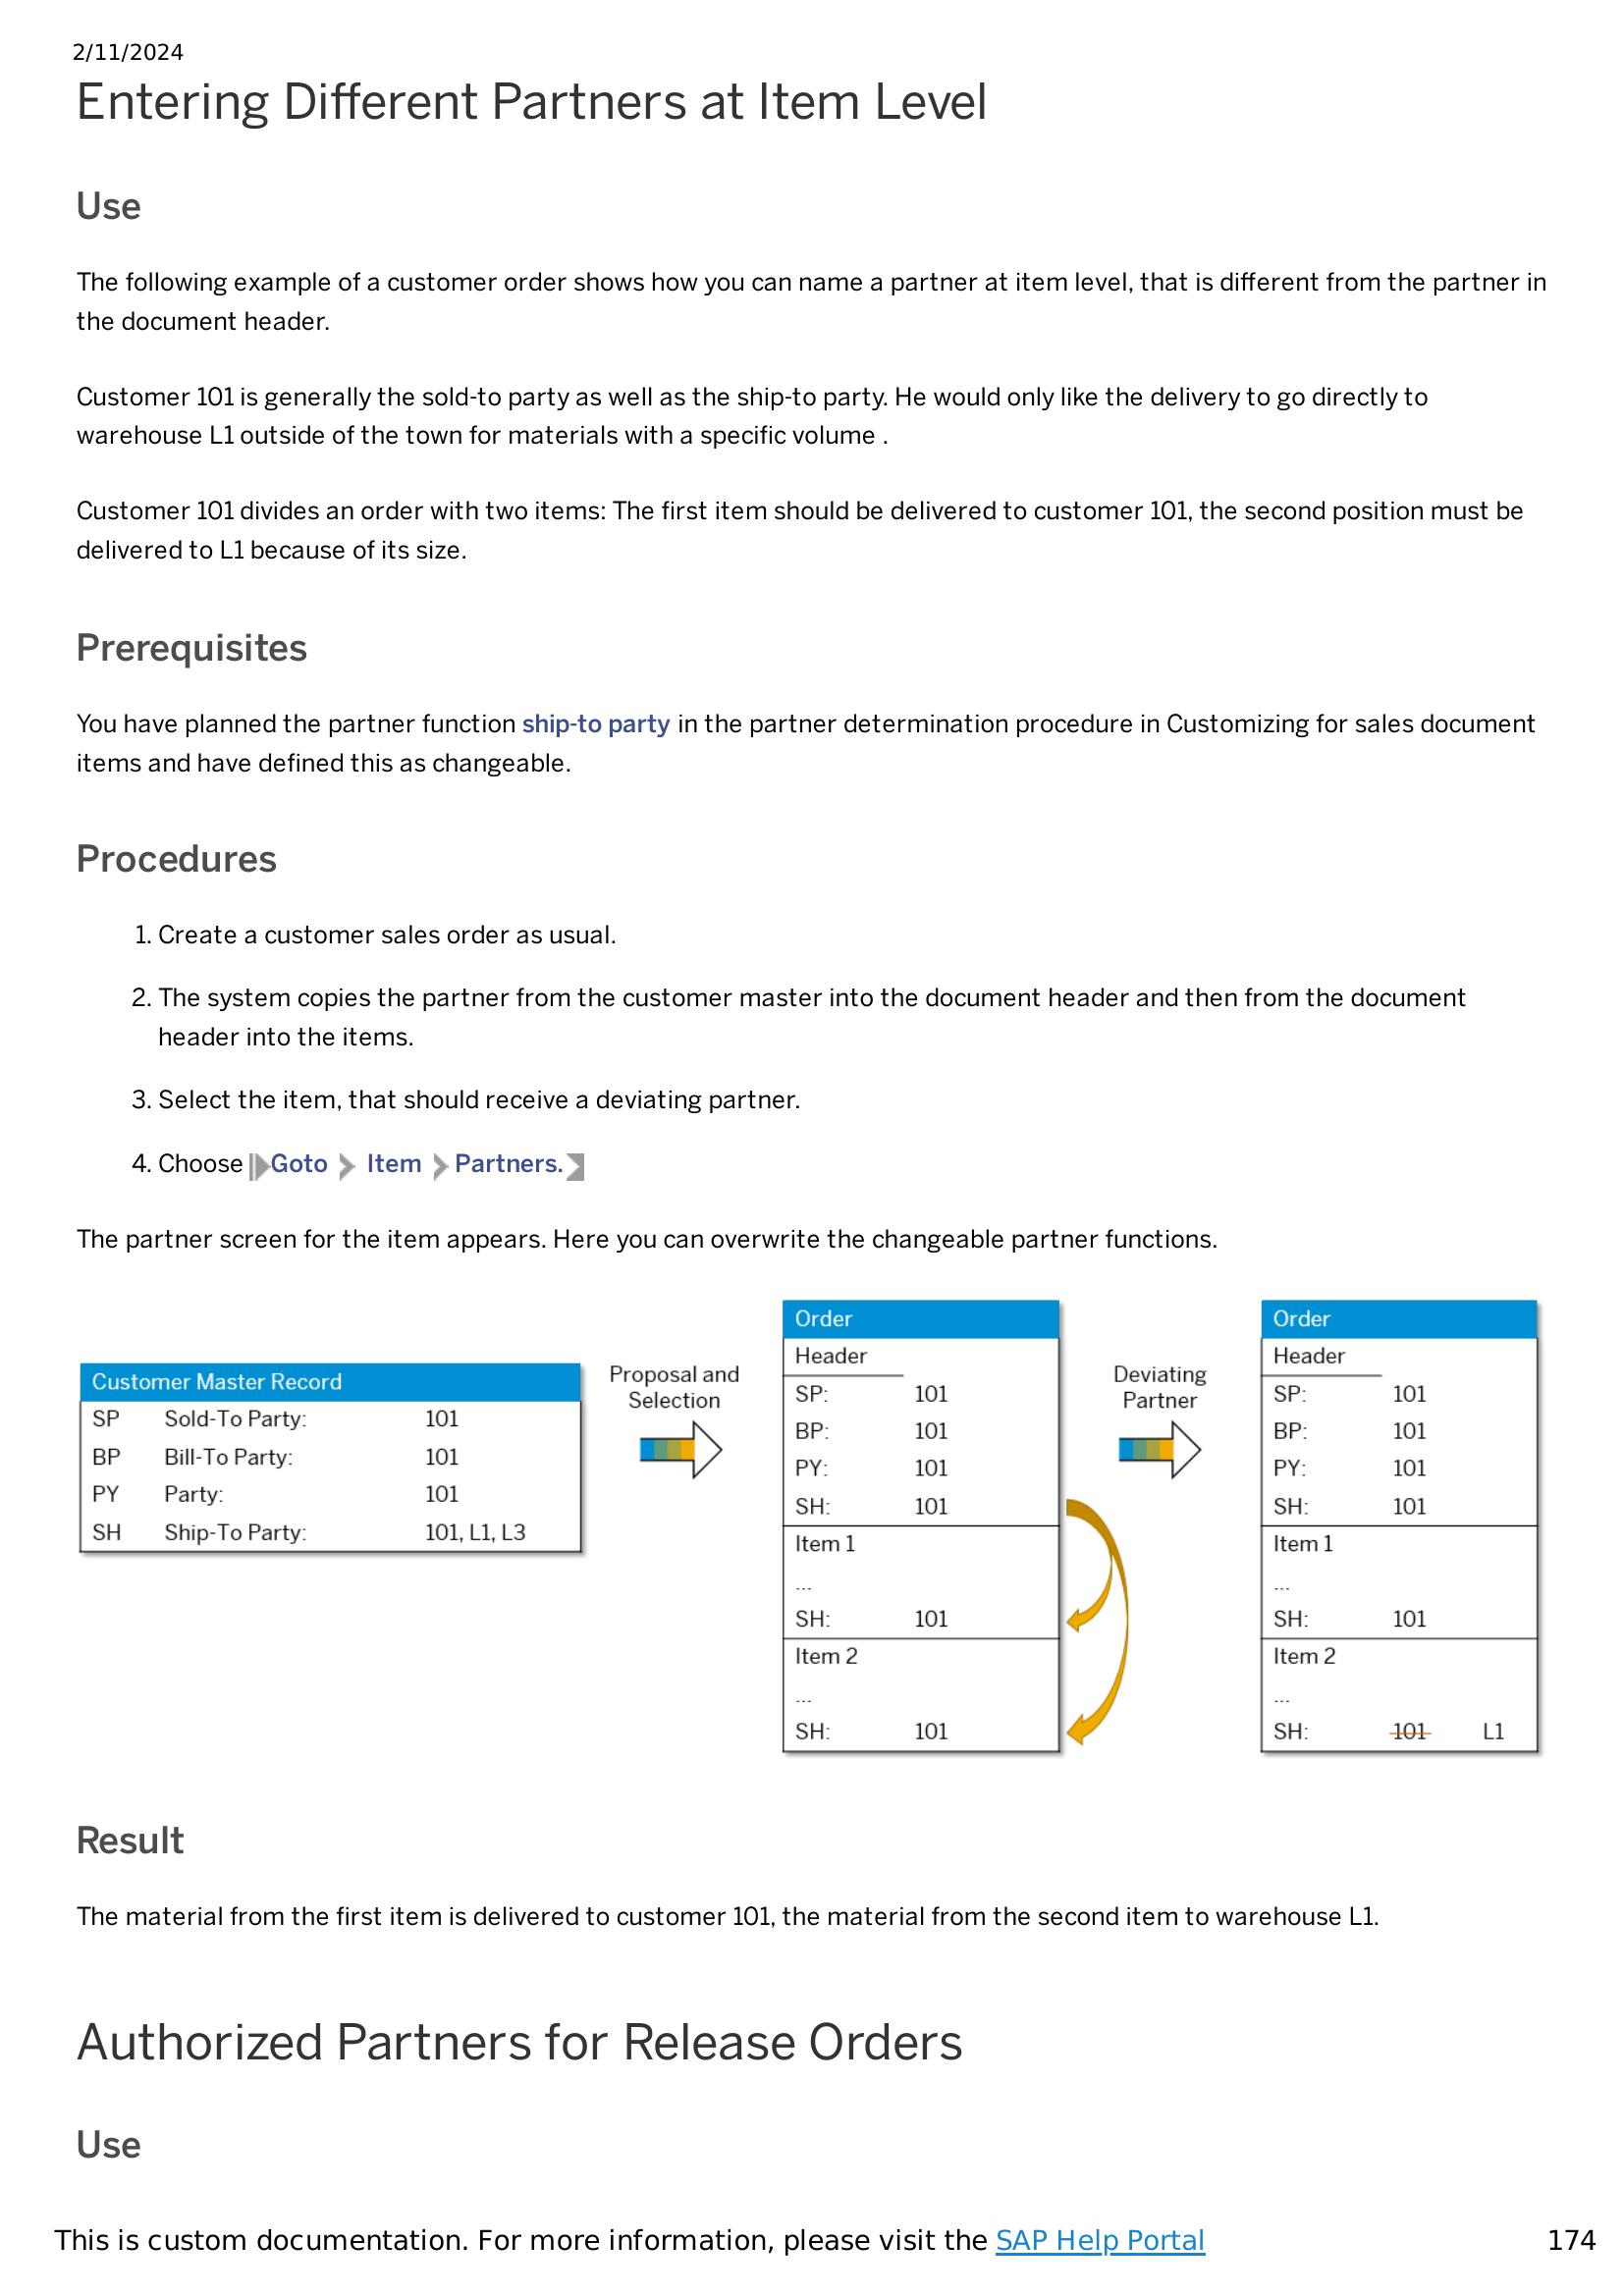 2/11/2024
Entering Different Partners at Item Level
Use
The following example of a customer order shows how you can name a partner at item level, that is different from the partner in
the document header.
Customer 101 is generally the sold-to party as well as the ship-to party. He would only like the delivery to go directly to
warehouse L1 outside of the town for materials with a specific volume .
Customer 101 divides an order with two items: The first item should be delivered to customer 101, the second position must be
delivered to L1 because of its size.
Prerequisites
You have planned the partner function ship-to party in the partner determination procedure in Customizing for sales document
items and have defined this as changeable.
Procedures
1. Create a customer sales order as usual.
2. The system copies the partner from the customer master into the document header and then from the document
header into the items.
3. Select the item, that should receive a deviating partner.
4. Choose Goto Item Partners.
The partner screen for the item appears. Here you can overwrite the changeable partner functions.
Customer Master Record
SP Sold-To Party: 101
BP Bill-To Party: 101
PY Party: 101
SH Ship-To Party: 101, L1, L3
Proposal and
Selection
Order
Header
SP: 101
BP: 101
PY: 101
SH: 101
Item 1
...
SH: 101
Item 2
...
SH: 101
Deviating
Partner
Order
Header
SP: 101
BP: 101
PY: 101
SH: 101
Item 1
...
SH: 101
Item 2
...
SH: 101 L1
Result
The material from the first item is delivered to customer 101, the material from the second item to warehouse L1.
Authorized Partners for Release Orders
Use
This is custom documentation. For more information, please visit the SAP Help Portal 174